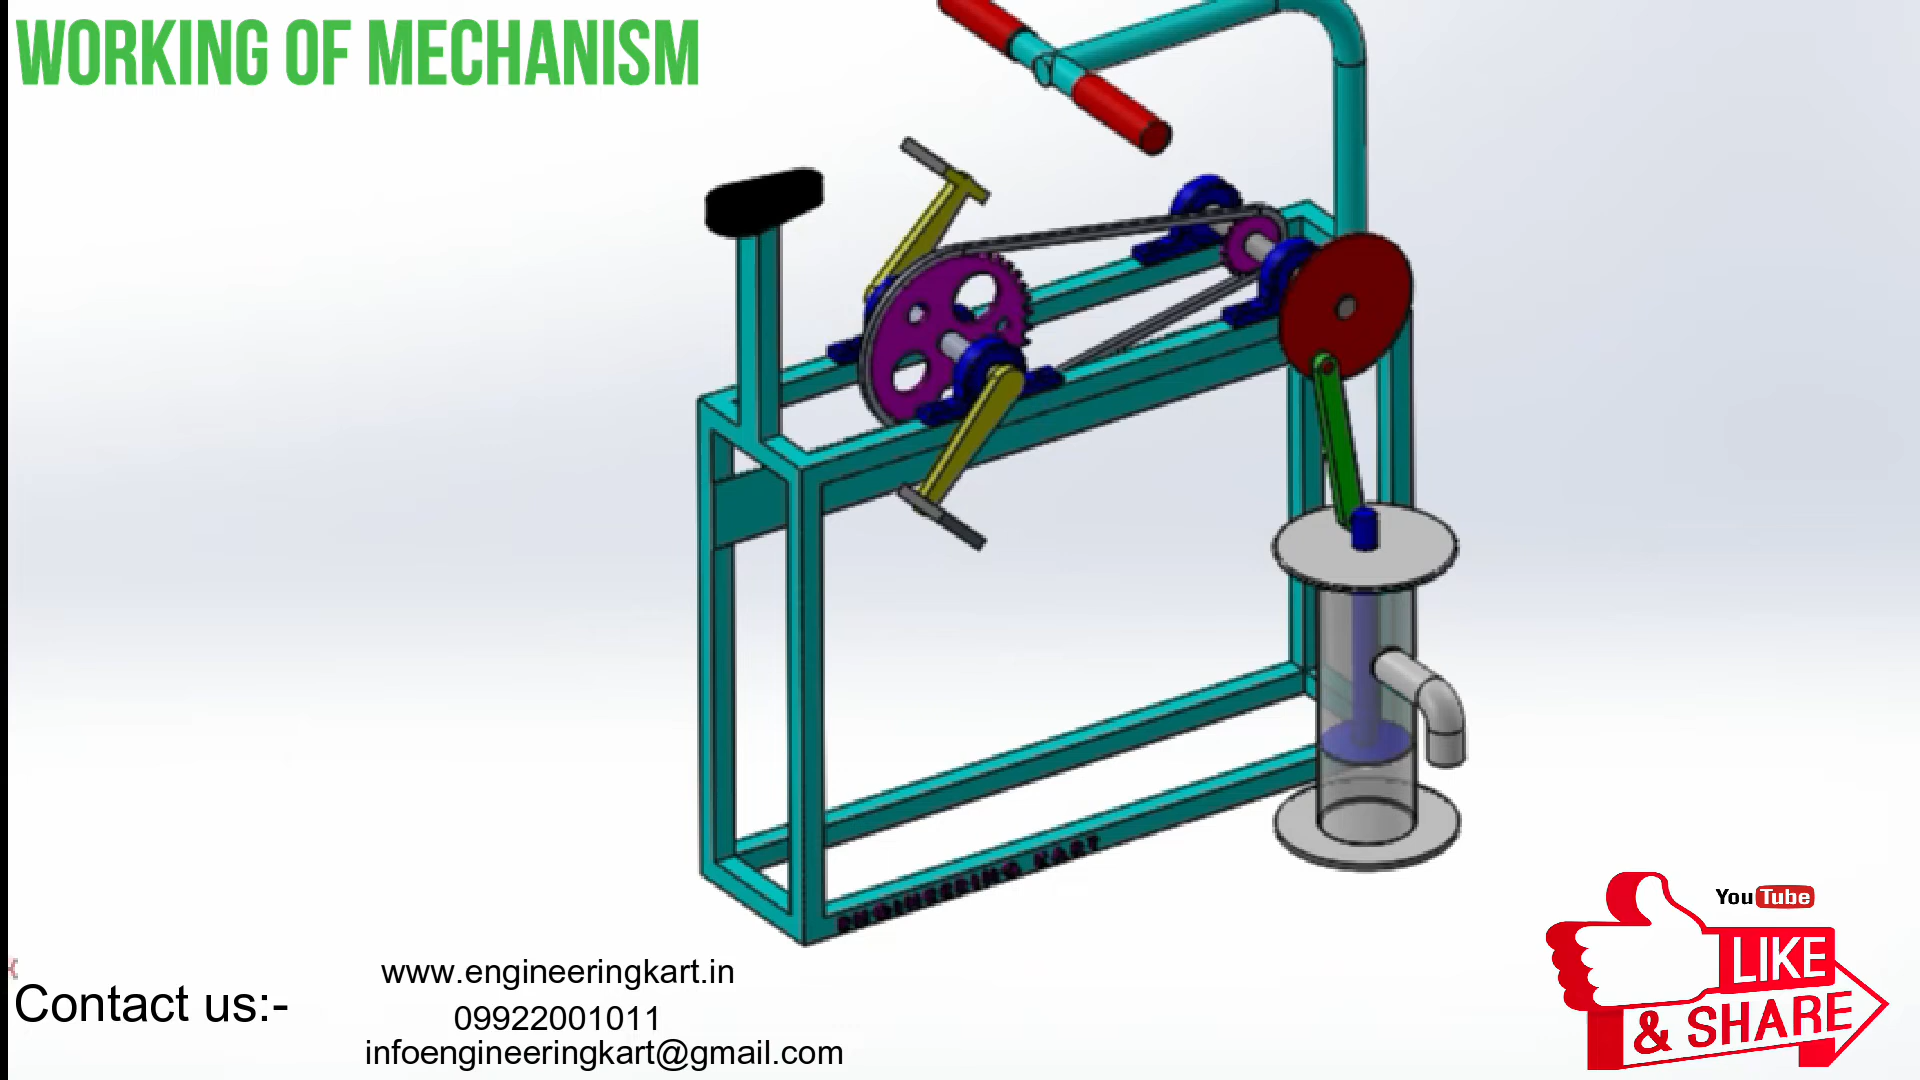 WORKING OF MECHANISM
ENGINEERING KART
You Tube
LIKE
& SHARE
Contact us:-
www.engineeringkart.in
09922001011
infoengineeringkart@gmail.com